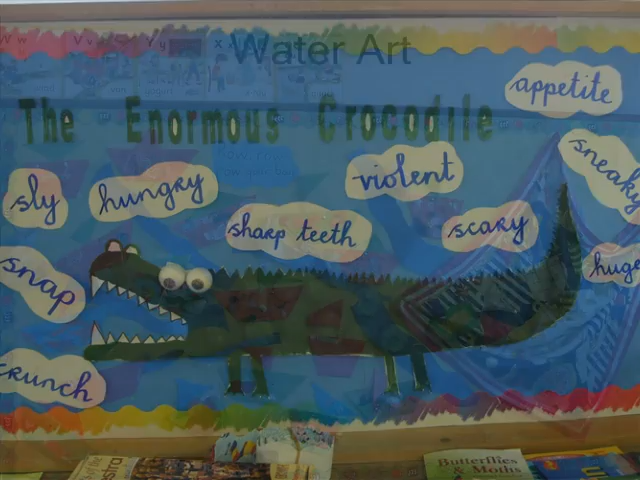 Water Art
appetite
The Enormous Crocodile
sneaky
violent
hungry
sly
scary
sharp teeth
huge
snap
crunch
Butterflies
& Moths